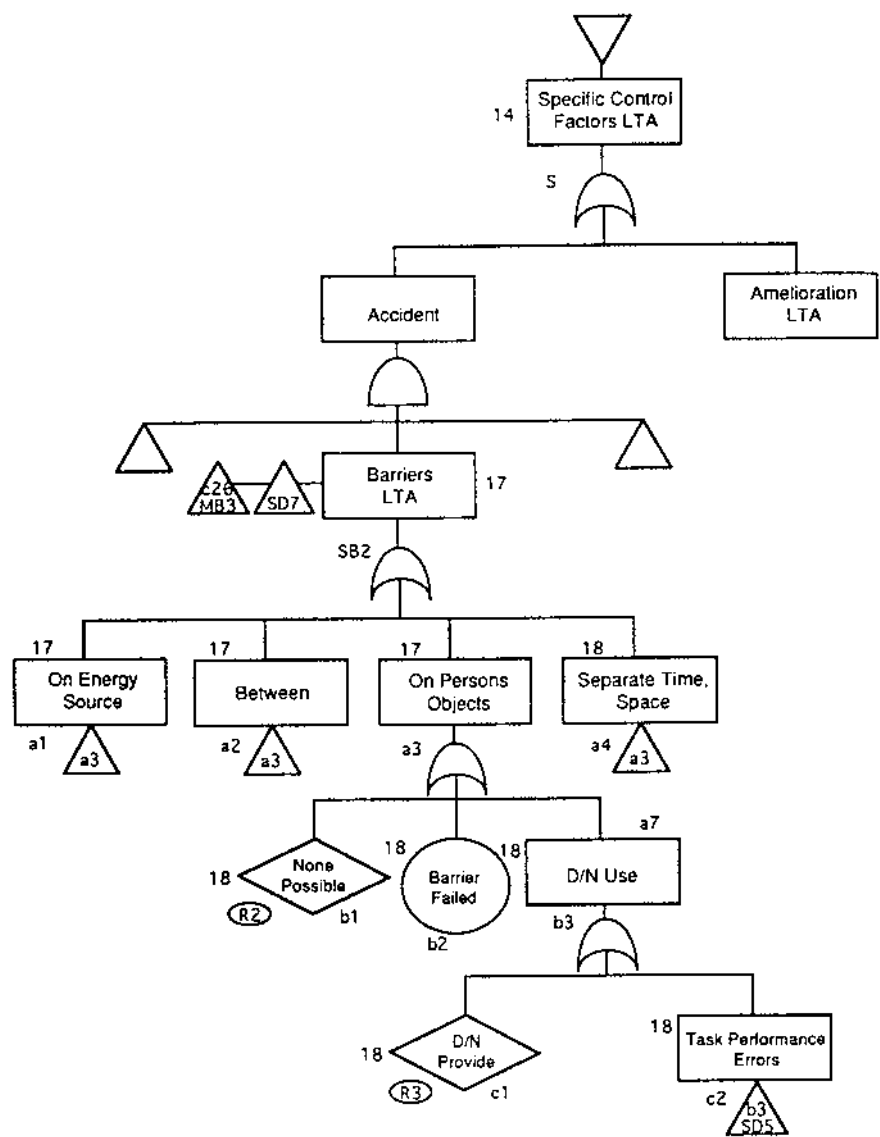 Specific Control
Factors LTA
14
S
Accident
Amelioration
LTA
c26
MB3
SD7
Barriers
LTA
17
SB2
17
17
17
18
On Energy
Source
Between
On Persons
Objects
Separate Time,
Space
a1
a3
a2
a3
a3
a4
a3
a7
18
None
Possible
R2
b1
18
Barrier
Failed
b2
18
D/N Use
b3
18
D/N
Provide
R3
c1
18
Task Performance
Errors
c2
b3
SD5